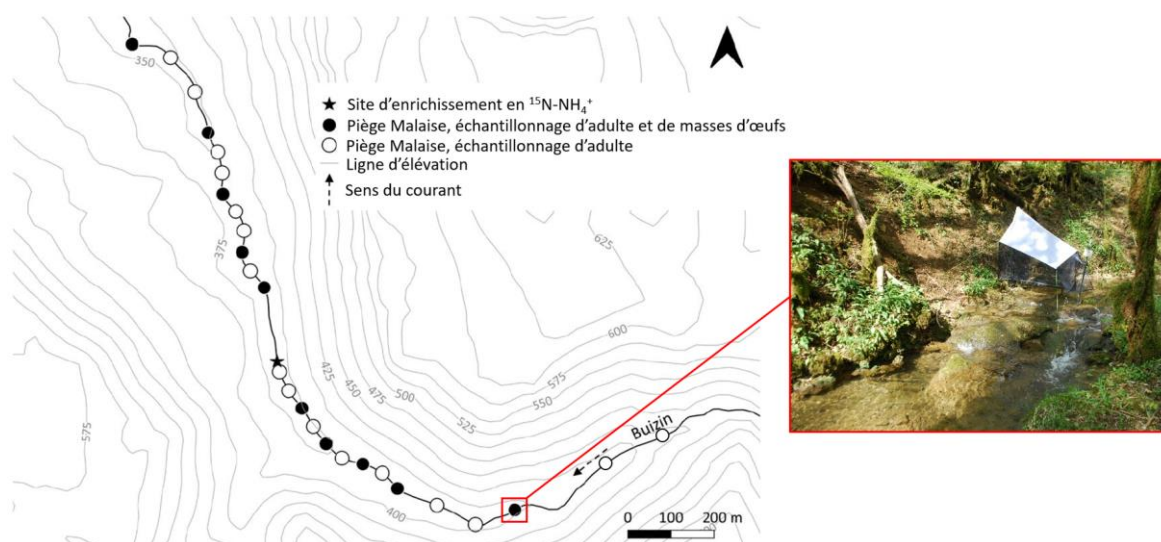 350
Site d'enrichissement en ¹⁵N-NH₄⁺
Piège Malaise, échantillonnage d'adulte et de masses d'œufs
Piège Malaise, échantillonnage d'adulte
Ligne d'élévation
Sens du courant
625
375
600
425
450
475
500
575
550
525
575
Buizin
400
0 100 200 m